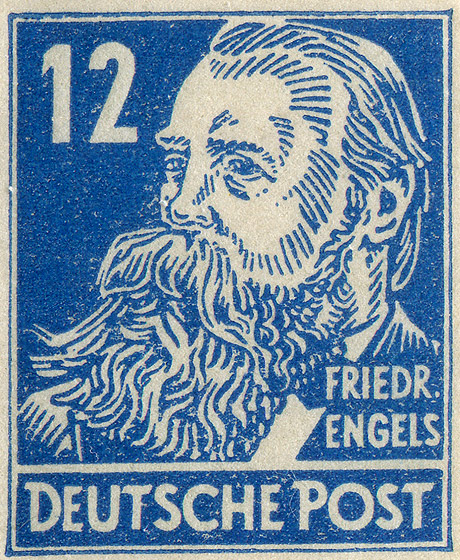 12
FRIEDR.
ENGELS
DEUTSCHE POST